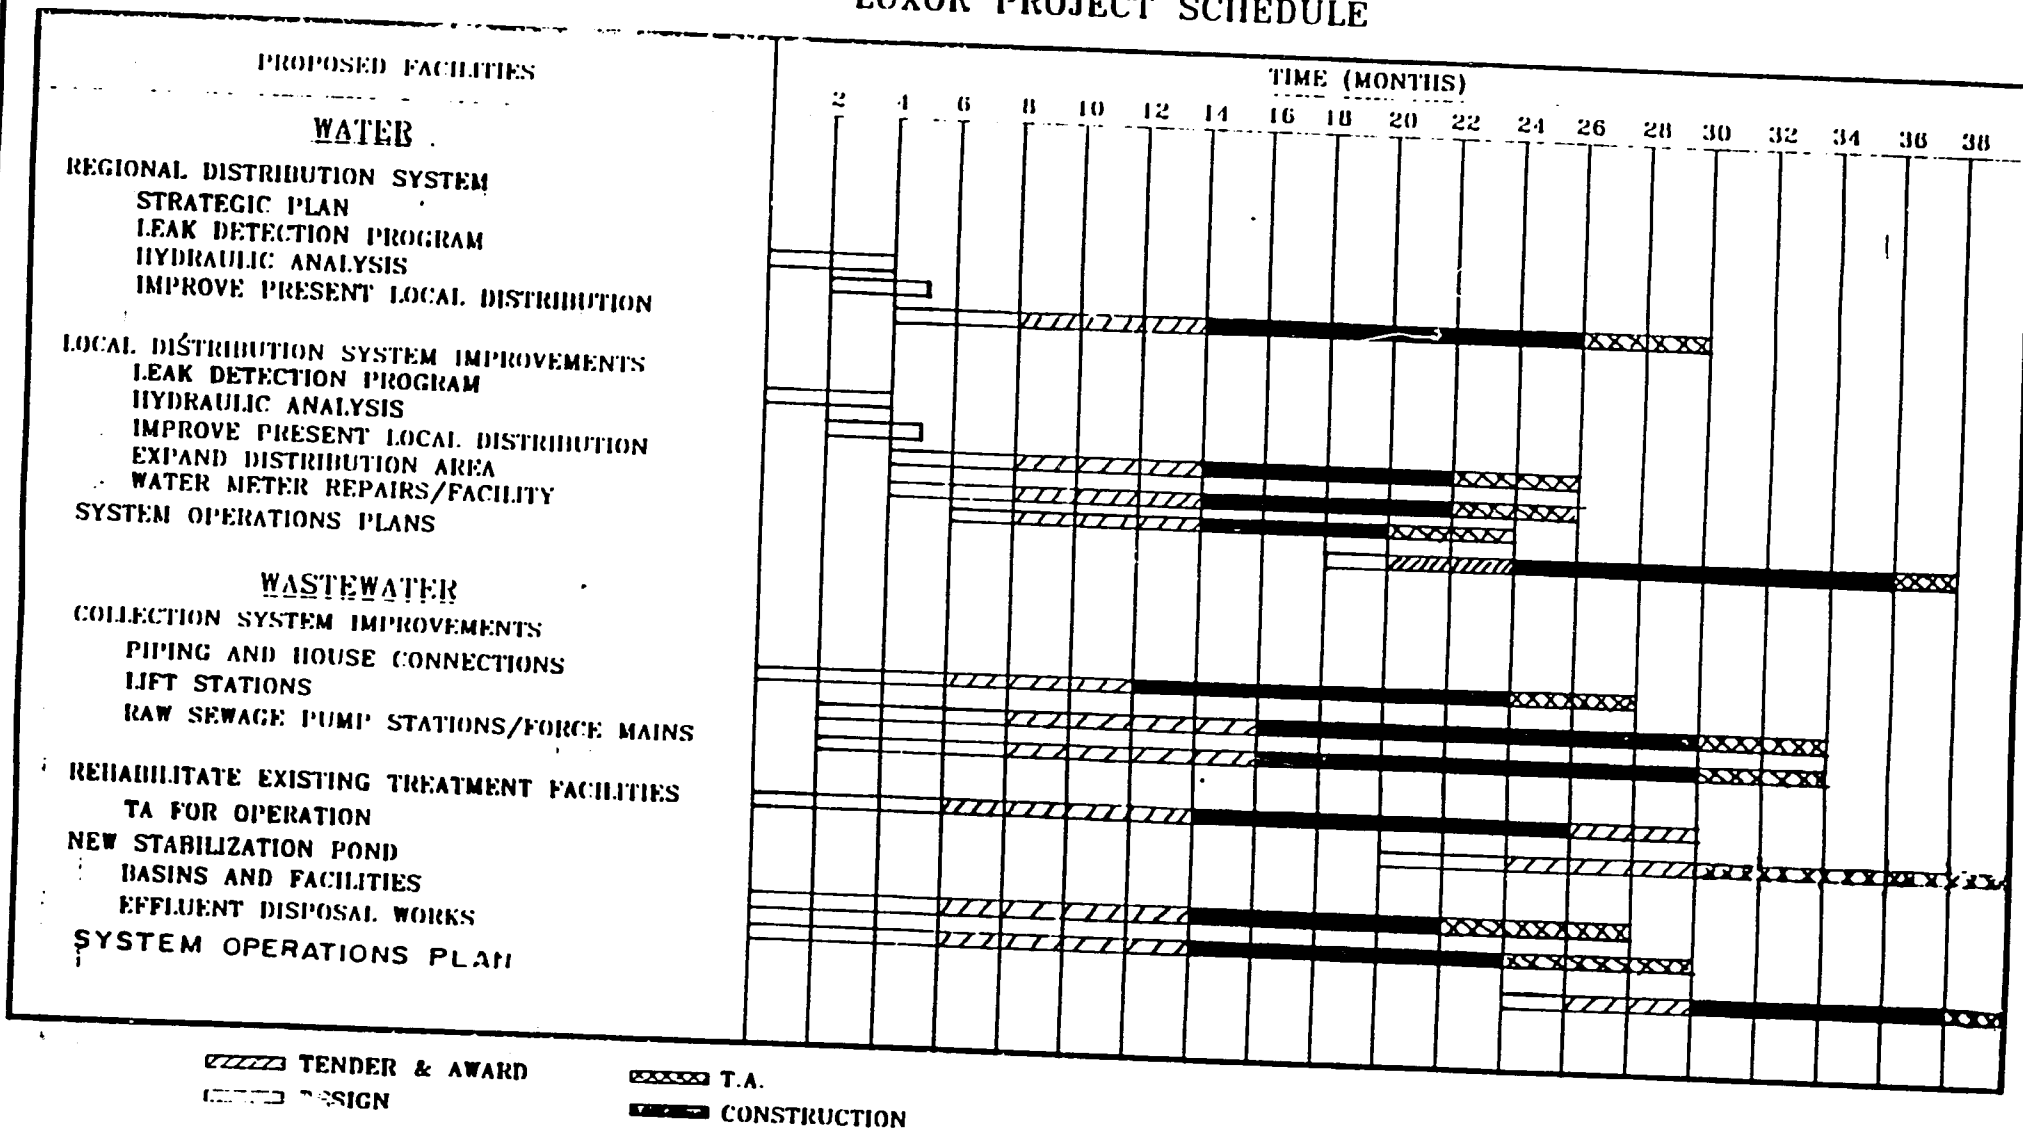 LUXOR PROJECT SCHEDULE
PROPOSED FACILITIES
TIME (MONTHS)
2 4 6 8 10 12 14 16 18 20 22 24 26 28 30 32 34 36 38
WATER
REGIONAL DISTRIBUTION SYSTEM
STRATEGIC PLAN
LEAK DETECTION PROGRAM
HYDRAULIC ANALYSIS
IMPROVE PRESENT LOCAL DISTRIBUTION
LOCAL DISTRIBUTION SYSTEM IMPROVEMENTS
LEAK DETECTION PROGRAM
HYDRAULIC ANALYSIS
IMPROVE PRESENT LOCAL DISTRIBUTION
EXPAND DISTRIBUTION AREA
WATER METER REPAIRS/FACILITY
SYSTEM OPERATIONS PLANS
WASTEWATER
COLLECTION SYSTEM IMPROVEMENTS
PIPING AND HOUSE CONNECTIONS
LIFT STATIONS
RAW SEWAGE PUMP STATIONS/FORCE MAINS
REHABILITATE EXISTING TREATMENT FACILITIES
TA FOR OPERATION
NEW STABILIZATION POND
BASINS AND FACILITIES
EFFLUENT DISPOSAL WORKS
SYSTEM OPERATIONS PLAN
TENDER & AWARD
T.A.
DESIGN
CONSTRUCTION